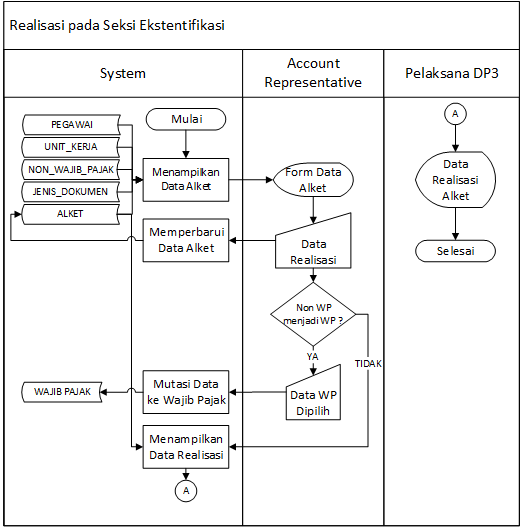 Realisasi pada Seksi Ekstentifikasi
System
Account
Representative
Pelaksana DP3
PEGAWAI
UNIT_KERJA
NON_WAJIB_PAJAK
JENIS_DOKUMEN
ALKET
Mulai
Menampilkan
Data Alket
Form Data
Alket
Memperbarui
Data Alket
Data
Realisasi
Non WP
menjadi WP ?
YA
TIDAK
Data WP
Dipilih
Mutasi Data
ke Wajib Pajak
WAJIB PAJAK
Menampilkan
Data Realisasi
A
A
Data
Realisasi
Alket
Selesai